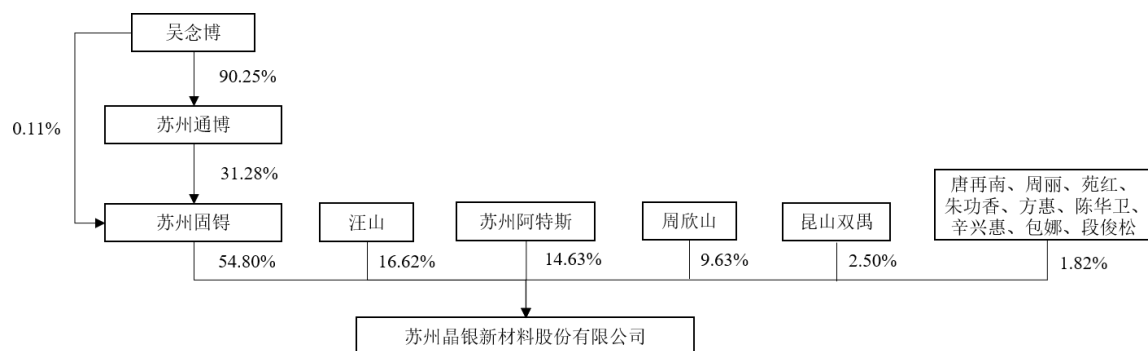 吴念博
90.25%
0.11%
苏州通博
31.28%
苏州固锝
汪山
苏州阿特斯
周欣山
昆山双禺
唐再南、周丽、苑红、
朱功香、方惠、陈华卫、
辛兴惠、包娜、段俊松
54.80%
16.62%
14.63%
9.63%
2.50%
1.82%
苏州晶银新材料股份有限公司